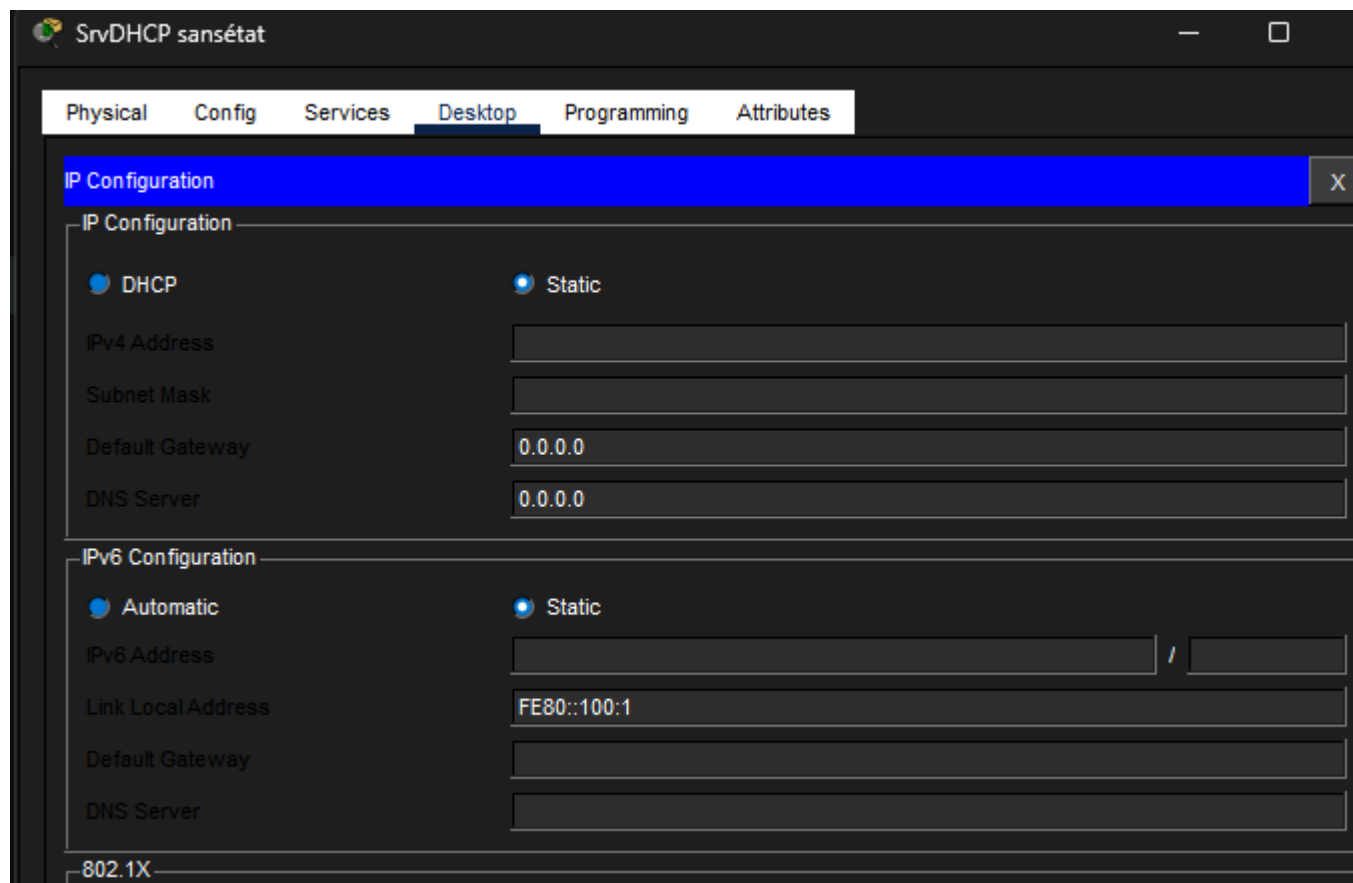 SrvDHCP sansétat
Physical Config Services Desktop Programming Attributes
IP Configuration X
IP Configuration
DHCP Static
IPv4 Address
Subnet Mask
Default Gateway 0.0.0.0
DNS Server 0.0.0.0
IPv6 Configuration
Automatic Static
IPv6 Address /
Link Local Address FE80::100:1
Default Gateway
DNS Server
802.1X